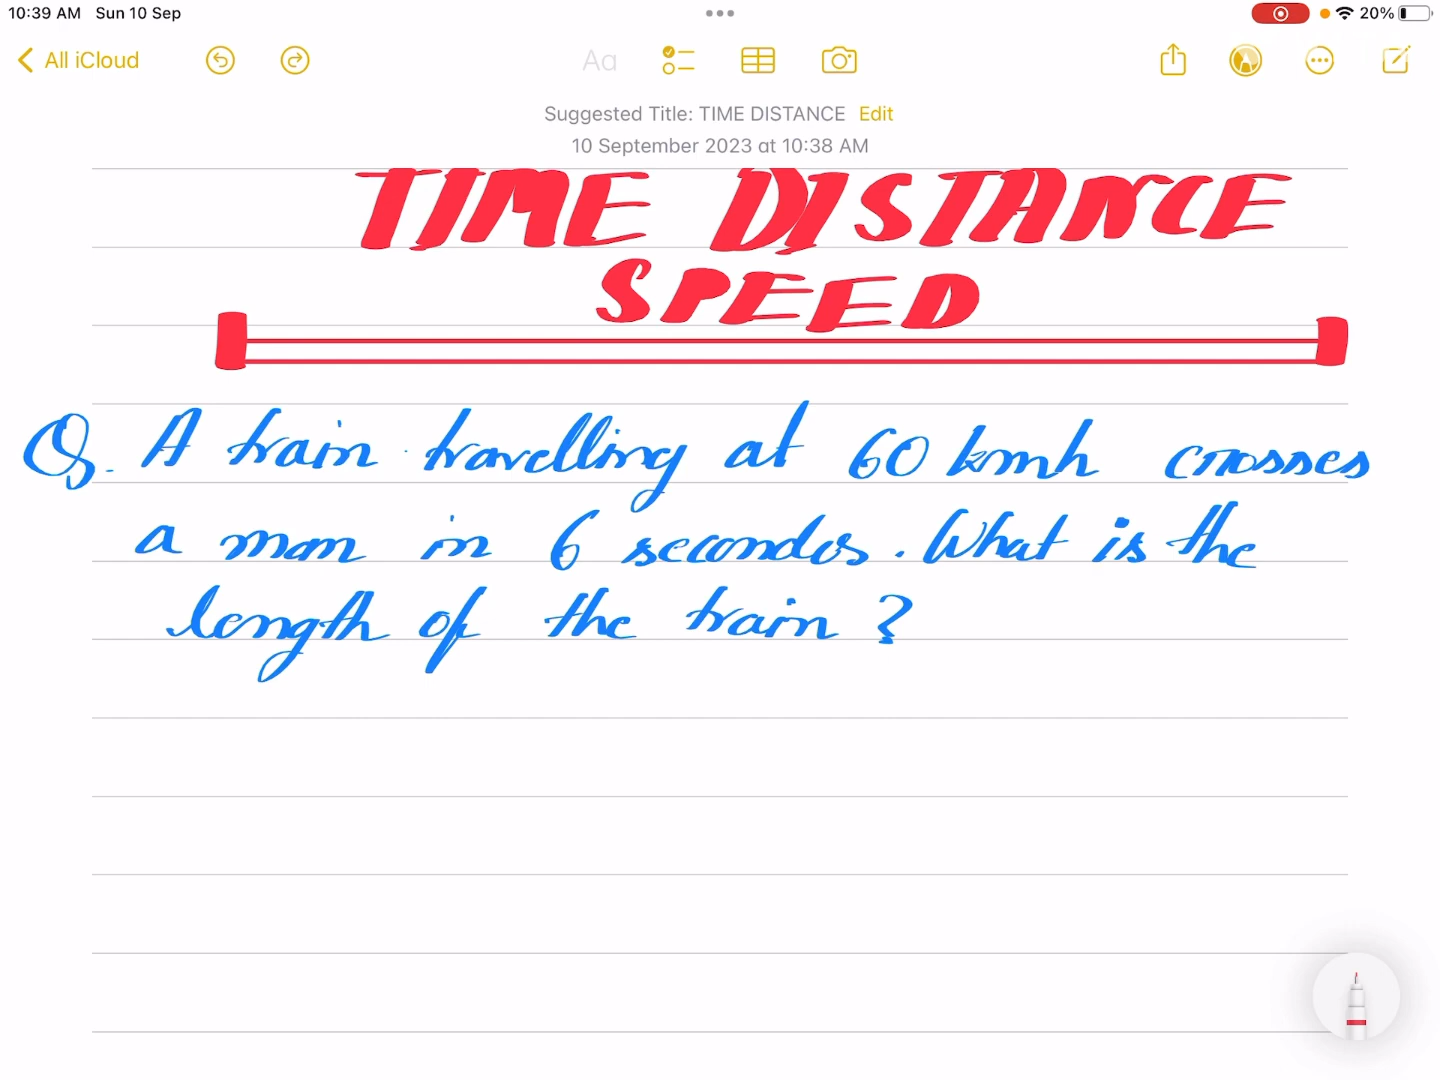 10:39 AM Sun 10 Sep
20%
All iCloud
Aa
Suggested Title: TIME DISTANCE Edit
10 September 2023 at 10:38 AM
TIME DISTANCE
SPEED
Q. A train travelling at 60 kmh crosses
a man in 6 seconds. What is the
length of the train ?